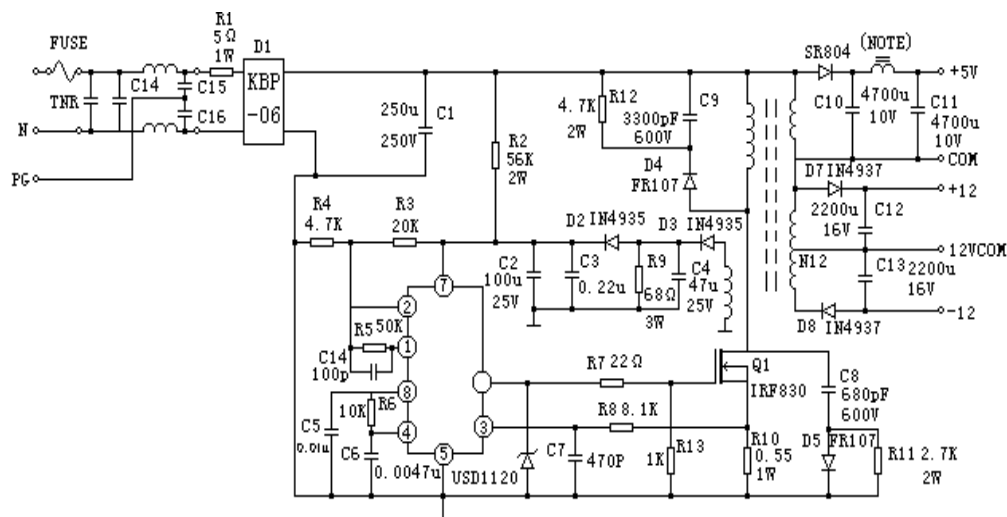 FUSE
R1
5Ω
1W
D1
KBP
-06
TNR
C14
C15
C16
N
PG
250u
250V
C1
R2
56K
2W
4.7K
R12
2W
C9
3300pF
600V
D4
FR107
SR804
(NOTE)
+5V
C10
4700u
10V
C11
4700u
10V
COM
D7 IN4937
+12
2200u
16V
C12
12VCOM
N12
C13
2200u
16V
-12
D8
IN4937
R4
4.7K
R3
20K
D2 IN4935
D3
IN4935
C2
100u
25V
C3
0.22u
R9
68Ω
3W
C4
47u
25V
7
2
R5 50K
1
C14
100p
8
10K
R6
4
C5
0.01u
C6
0.0047u
5
3
USD1120
R7 22Ω
R8 8.1K
C7
470P
R13
1K
Q1
IRF830
R10
0.55
1W
C8
680pF
600V
D5 FR107
R11 2.7K
2W